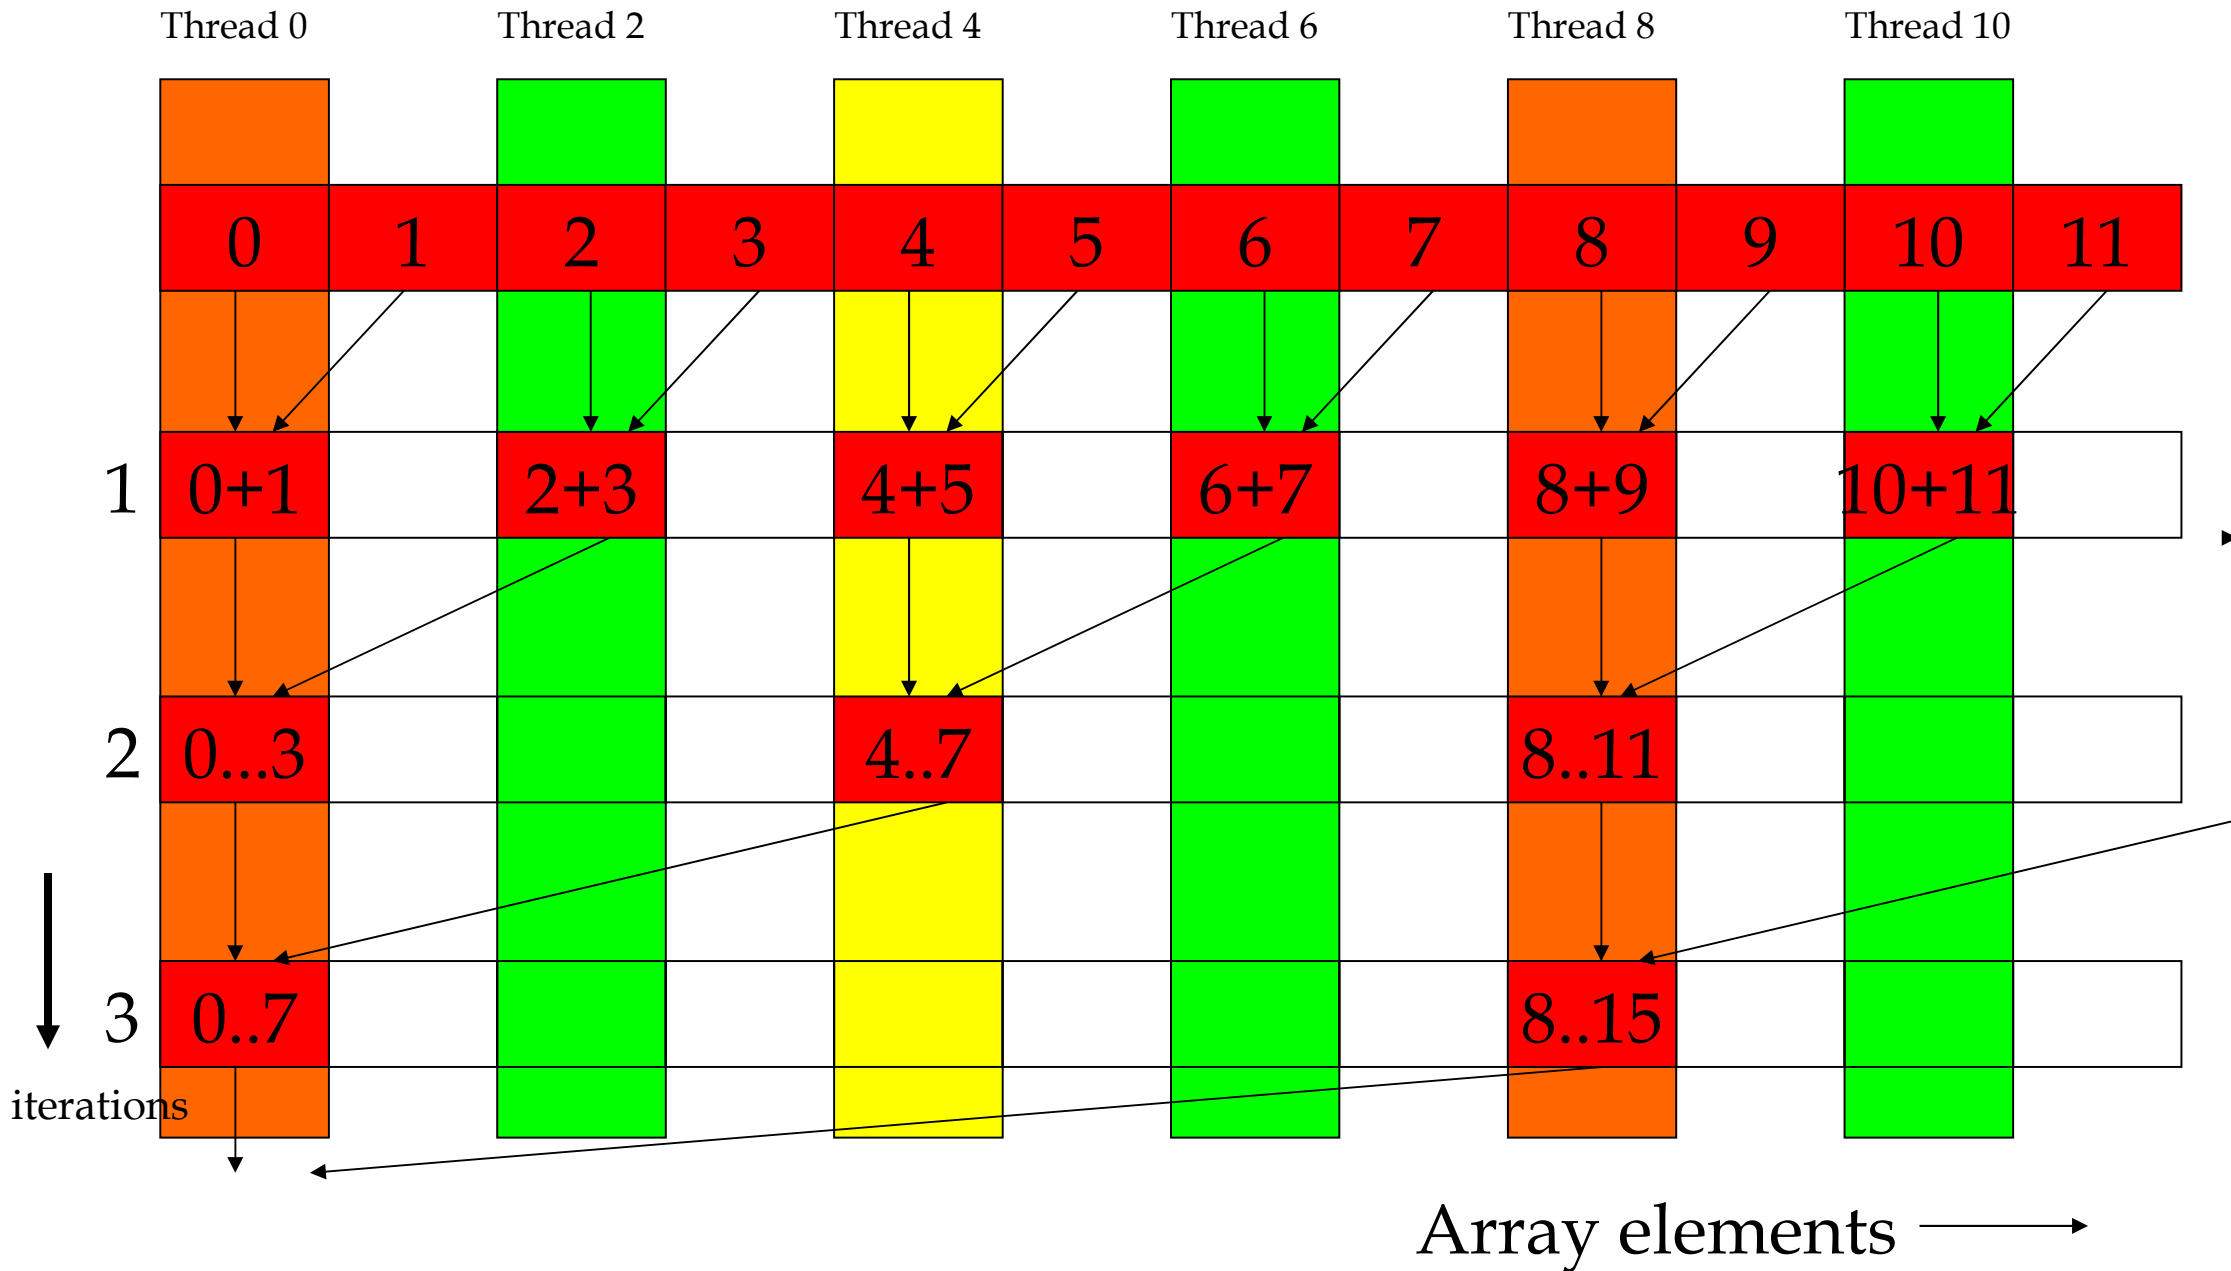 Thread 0 Thread 2 Thread 4 Thread 6 Thread 8 Thread 10
0 1 2 3 4 5 6 7 8 9 10 11
1 0+1 2+3 4+5 6+7 8+9 10+11
2 0...3 4..7 8..11
3 0..7 8..15
iterations
Array elements